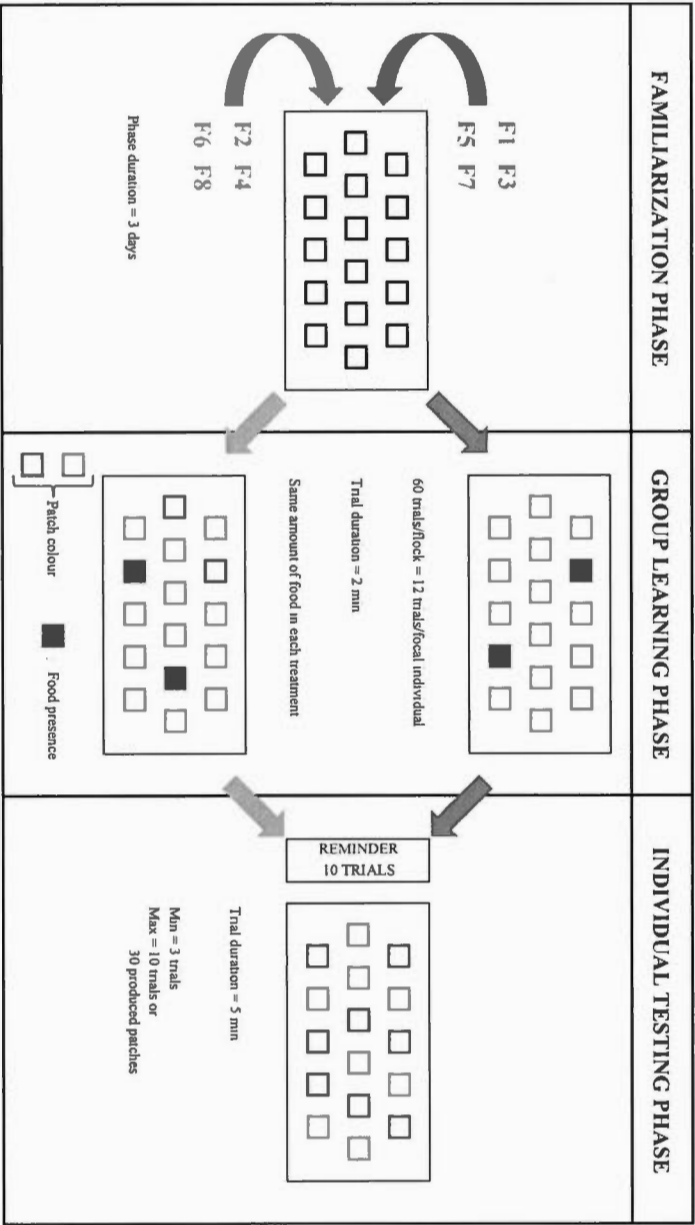 FAMILIARIZATION PHASE
F1 F3
F5 F7
F2 F4
F6 F8
Phase duration = 3 days
GROUP LEARNING PHASE
60 trials/flock = 12 trials/focal individual
Trial duration = 2 min
Same amount of food in each treatment
Patch colour
Food presence
INDIVIDUAL TESTING PHASE
REMINDER
10 TRIALS
Trial duration = 5 min
Min = 3 trials
Max = 10 trials or
30 produced patches